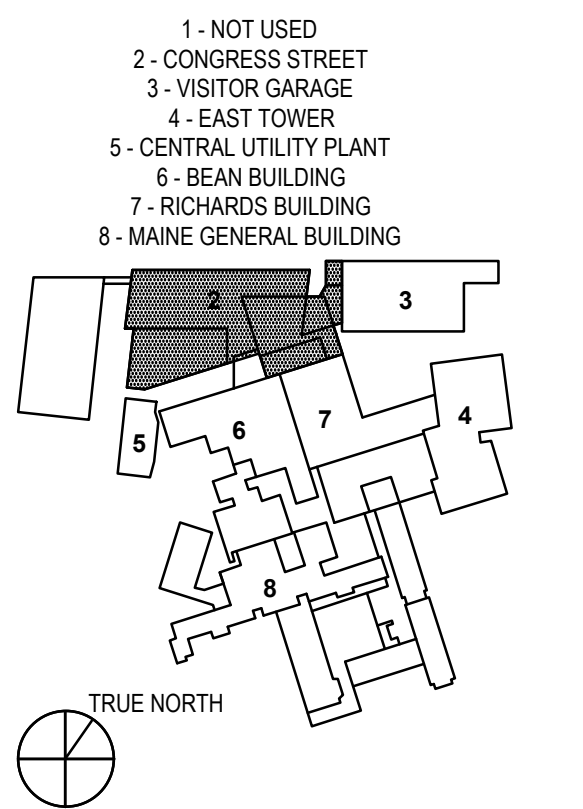 1 - NOT USED
2 - CONGRESS STREET
3 - VISITOR GARAGE
4 - EAST TOWER
5 - CENTRAL UTILITY PLANT
6 - BEAN BUILDING
7 - RICHARDS BUILDING
8 - MAINE GENERAL BUILDING
2
3
4
7
6
5
8
TRUE NORTH